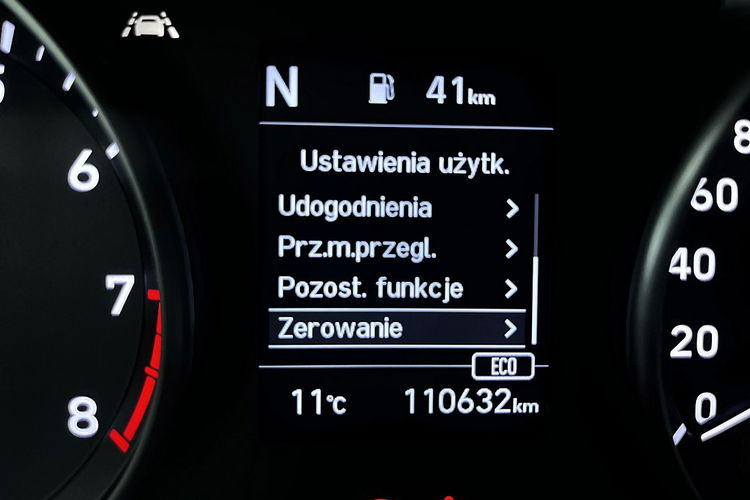 N 41km
Ustawienia użytk.
Udogodnienia >
Prz.m.przegl. >
Pozost. funkcje >
Zerowanie >
ECO
11°C 110632km
6
7
8
60
40
20
0